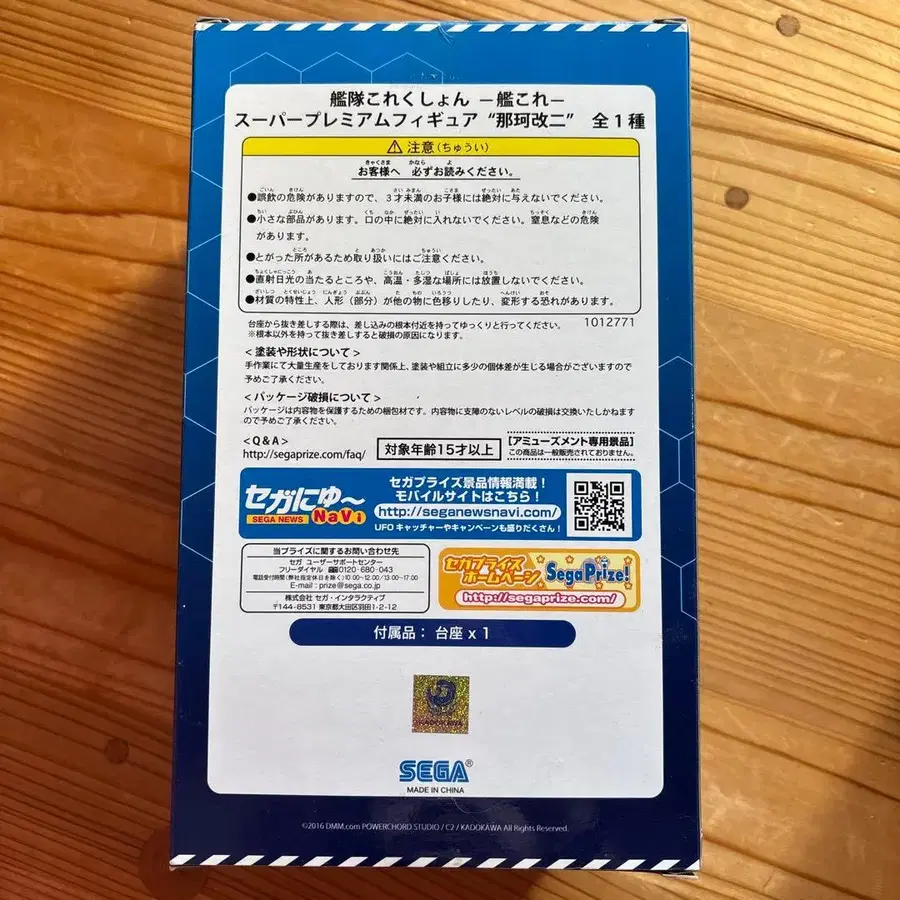 艦隊これくしょん －艦これ－
スーパープレミアムフィギュア “那珂改二” 全１種
⚠注意(ちゅうい)
お客様へ 必ずお読みください。
●誤飲の危険がありますので、３才未満のお子様には絶対に与えないでください。
●小さな部品があります。口の中に絶対に入れないでください。窒息などの危険
があります。
●とがった所があるため取り扱いにはご注意ください。
●直射日光の当たるところや、高温・多湿な場所には放置しないでください。
●材質の特性上、人形（部分）が他の物に色移りしたり、変形する恐れがあります。
台座から抜き差しする際は、差し込みの根本付近を持ってゆっくりと行ってください。
1012771
※根本以外を持って抜き差しすると破損の原因になります。
＜塗装や形状について＞
手作業にて大量生産をしております関係上、塗装や組立に多少の個体差が生じる場合がございますので
予めご了承ください。
＜パッケージ破損について＞
パッケージは内容物を保護するための梱包材です。内容物に支障のないレベルの破損は交換いたしかねます
ので予めご了承ください。
＜Q&A＞
http://segaprize.com/faq/
対象年齢15才以上
【アミューズメント専用景品】
この商品は一般販売されておりません。
セガにゅ～
SEGA NEWS NaVi
セガプライズ景品情報満載！
モバイルサイトはこちら！
http://seganewsnavi.com/
UFOキャッチャーやキャンペーンも盛りだくさん！
当プライズに関するお問い合わせ先
セガ ユーザーサポートセンター
フリーダイヤル 0120-680-043
電話受付時間(弊社指定休日を除く)10:00~12:00/13:00~17:00
E-mail : prize@sega.co.jp
株式会社 セガ・インタラクティブ
〒144-8531 東京都大田区羽田1-2-12
セガプライズ
ホームページ
SegaPrize!
http://segaprize.com/
付属品： 台座 x 1
KADOKAWA
SEGA®
MADE IN CHINA
©2016 DMM.com POWERCHORD STUDIO / C2 / KADOKAWA All Rights Reserved.